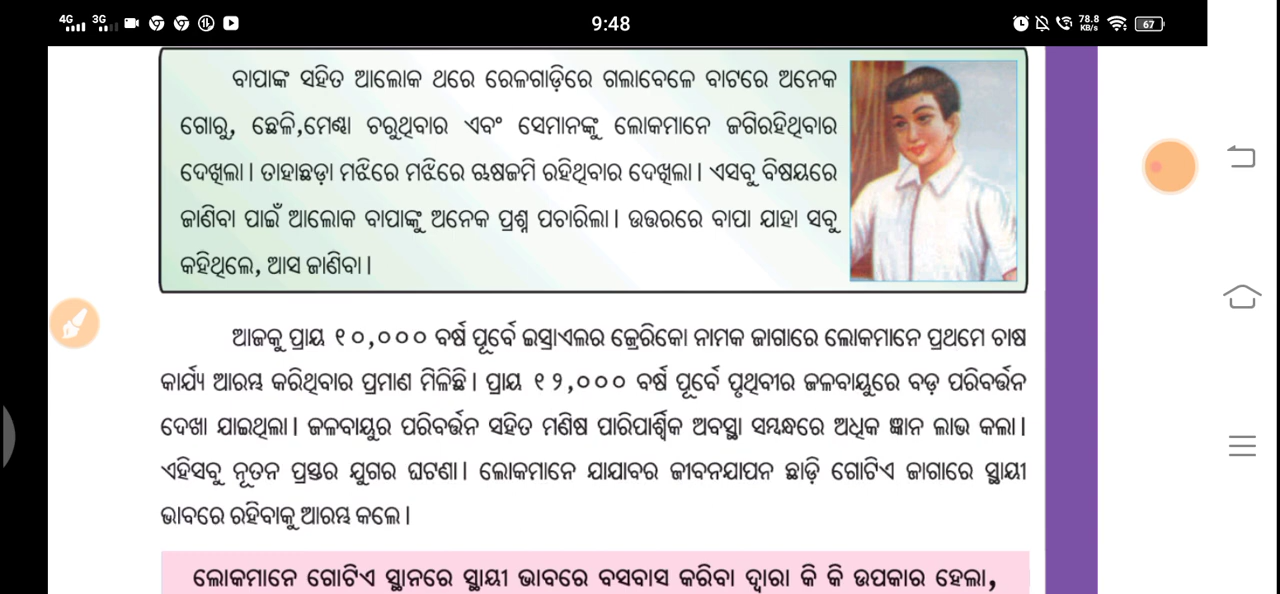 4G 3G 9:48 78.8 KB/s 67
ବାପାଙ୍କ ସହିତ ଆଲୋକ ଥରେ ରେଳଗାଡ଼ିରେ ଗଲାବେଳେ ବାଟରେ ଅନେକ
ଗୋରୁ, ଛେଳି,ମେଣ୍ଢା ଚରୁଥିବାର ଏବଂ ସେମାନଙ୍କୁ ଲୋକମାନେ ଜଗିରହିଥିବାର
ଦେଖିଲା। ତାହାଛଡ଼ା ମଝିରେ ମଝିରେ ଚାଷଜମି ରହିଥିବାର ଦେଖିଲା। ଏସବୁ ବିଷୟରେ
ଜାଣିବା ପାଇଁ ଆଲୋକ ବାପାଙ୍କୁ ଅନେକ ପ୍ରଶ୍ନ ପଚାରିଲା। ଉତ୍ତରରେ ବାପା ଯାହା ସବୁ
କହିଥିଲେ, ଆସ ଜାଣିବା।
ଆଜକୁ ପ୍ରାୟ ୧୦,୦୦୦ ବର୍ଷ ପୂର୍ବେ ଇସ୍ରାଏଲର ଜେରିକୋ ନାମକ ଜାଗାରେ ଲୋକମାନେ ପ୍ରଥମେ ଚାଷ
କାର୍ଯ୍ୟ ଆରମ୍ଭ କରିଥିବାର ପ୍ରମାଣ ମିଳିଛି। ପ୍ରାୟ ୧୨,୦୦୦ ବର୍ଷ ପୂର୍ବେ ପୃଥିବୀର ଜଳବାୟୁରେ ବଡ଼ ପରିବର୍ତ୍ତନ
ଦେଖା ଯାଇଥିଲା। ଜଳବାୟୁର ପରିବର୍ତ୍ତନ ସହିତ ମଣିଷ ପାରିପାର୍ଶ୍ଵିକ ଅବସ୍ଥା ସମ୍ବନ୍ଧରେ ଅଧିକ ଜ୍ଞାନ ଲାଭ କଲା।
ଏହିସବୁ ନୂତନ ପ୍ରସ୍ତର ଯୁଗର ଘଟଣା। ଲୋକମାନେ ଯାଯାବର ଜୀବନଯାପନ ଛାଡ଼ି ଗୋଟିଏ ଜାଗାରେ ସ୍ଥାୟୀ
ଭାବରେ ରହିବାକୁ ଆରମ୍ଭ କଲେ।
ଲୋକମାନେ ଗୋଟିଏ ସ୍ଥାନରେ ସ୍ଥାୟୀ ଭାବରେ ବସବାସ କରିବା ଦ୍ୱାରା କି କି ଉପକାର ହେଲା,